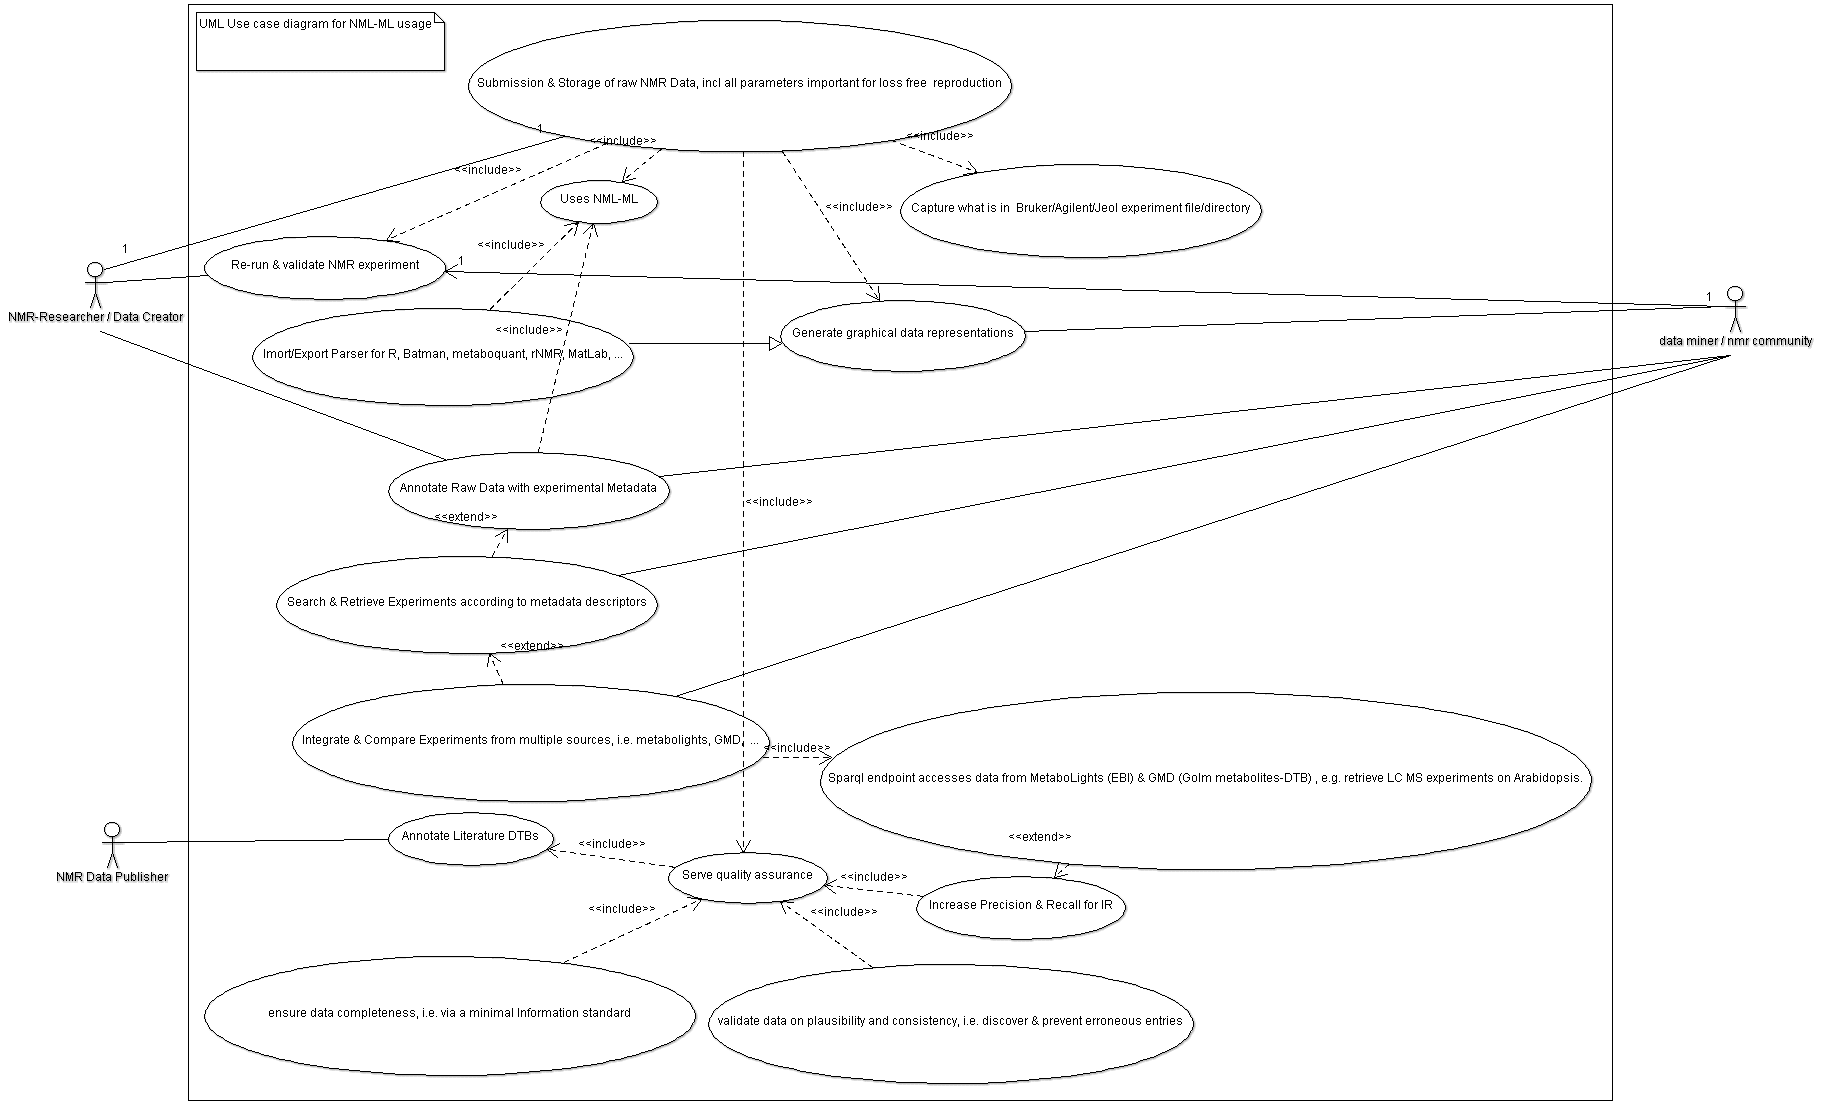 UML Use case diagram for NML-ML usage
Submission & Storage of raw NMR Data, incl all parameters important for loss free  reproduction
1
<<include>>
<<include>>
<<include>>
Uses NML-ML
<<include>>
Capture what is in  Bruker/Agilent/Jeol experiment file/directory
1
<<include>>
Re-run & validate NMR experiment
1
1
NMR-Researcher / Data Creator
<<include>>
Generate graphical data representations
data miner / nmr community
Imort/Export Parser for R, Batman, metaboquant, rNMR, MatLab, ...
Annotate Raw Data with experimental Metadata
<<include>>
<<extend>>
Search & Retrieve Experiments according to metadata descriptors
<<extend>>
Integrate & Compare Experiments from multiple sources, i.e. metabolights, GMD,  ...
<<include>>
Sparql endpoint accesses data from MetaboLights (EBI) & GMD (Golm metabolites-DTB) , e.g. retrieve LC MS experiments on Arabidopsis.
Annotate Literature DTBs
<<include>>
<<extend>>
NMR Data Publisher
Serve quality assurance
<<include>>
Increase Precision & Recall for IR
<<include>>
<<include>>
ensure data completeness, i.e. via a minimal Information standard
validate data on plausibility and consistency, i.e. discover & prevent erroneous entries